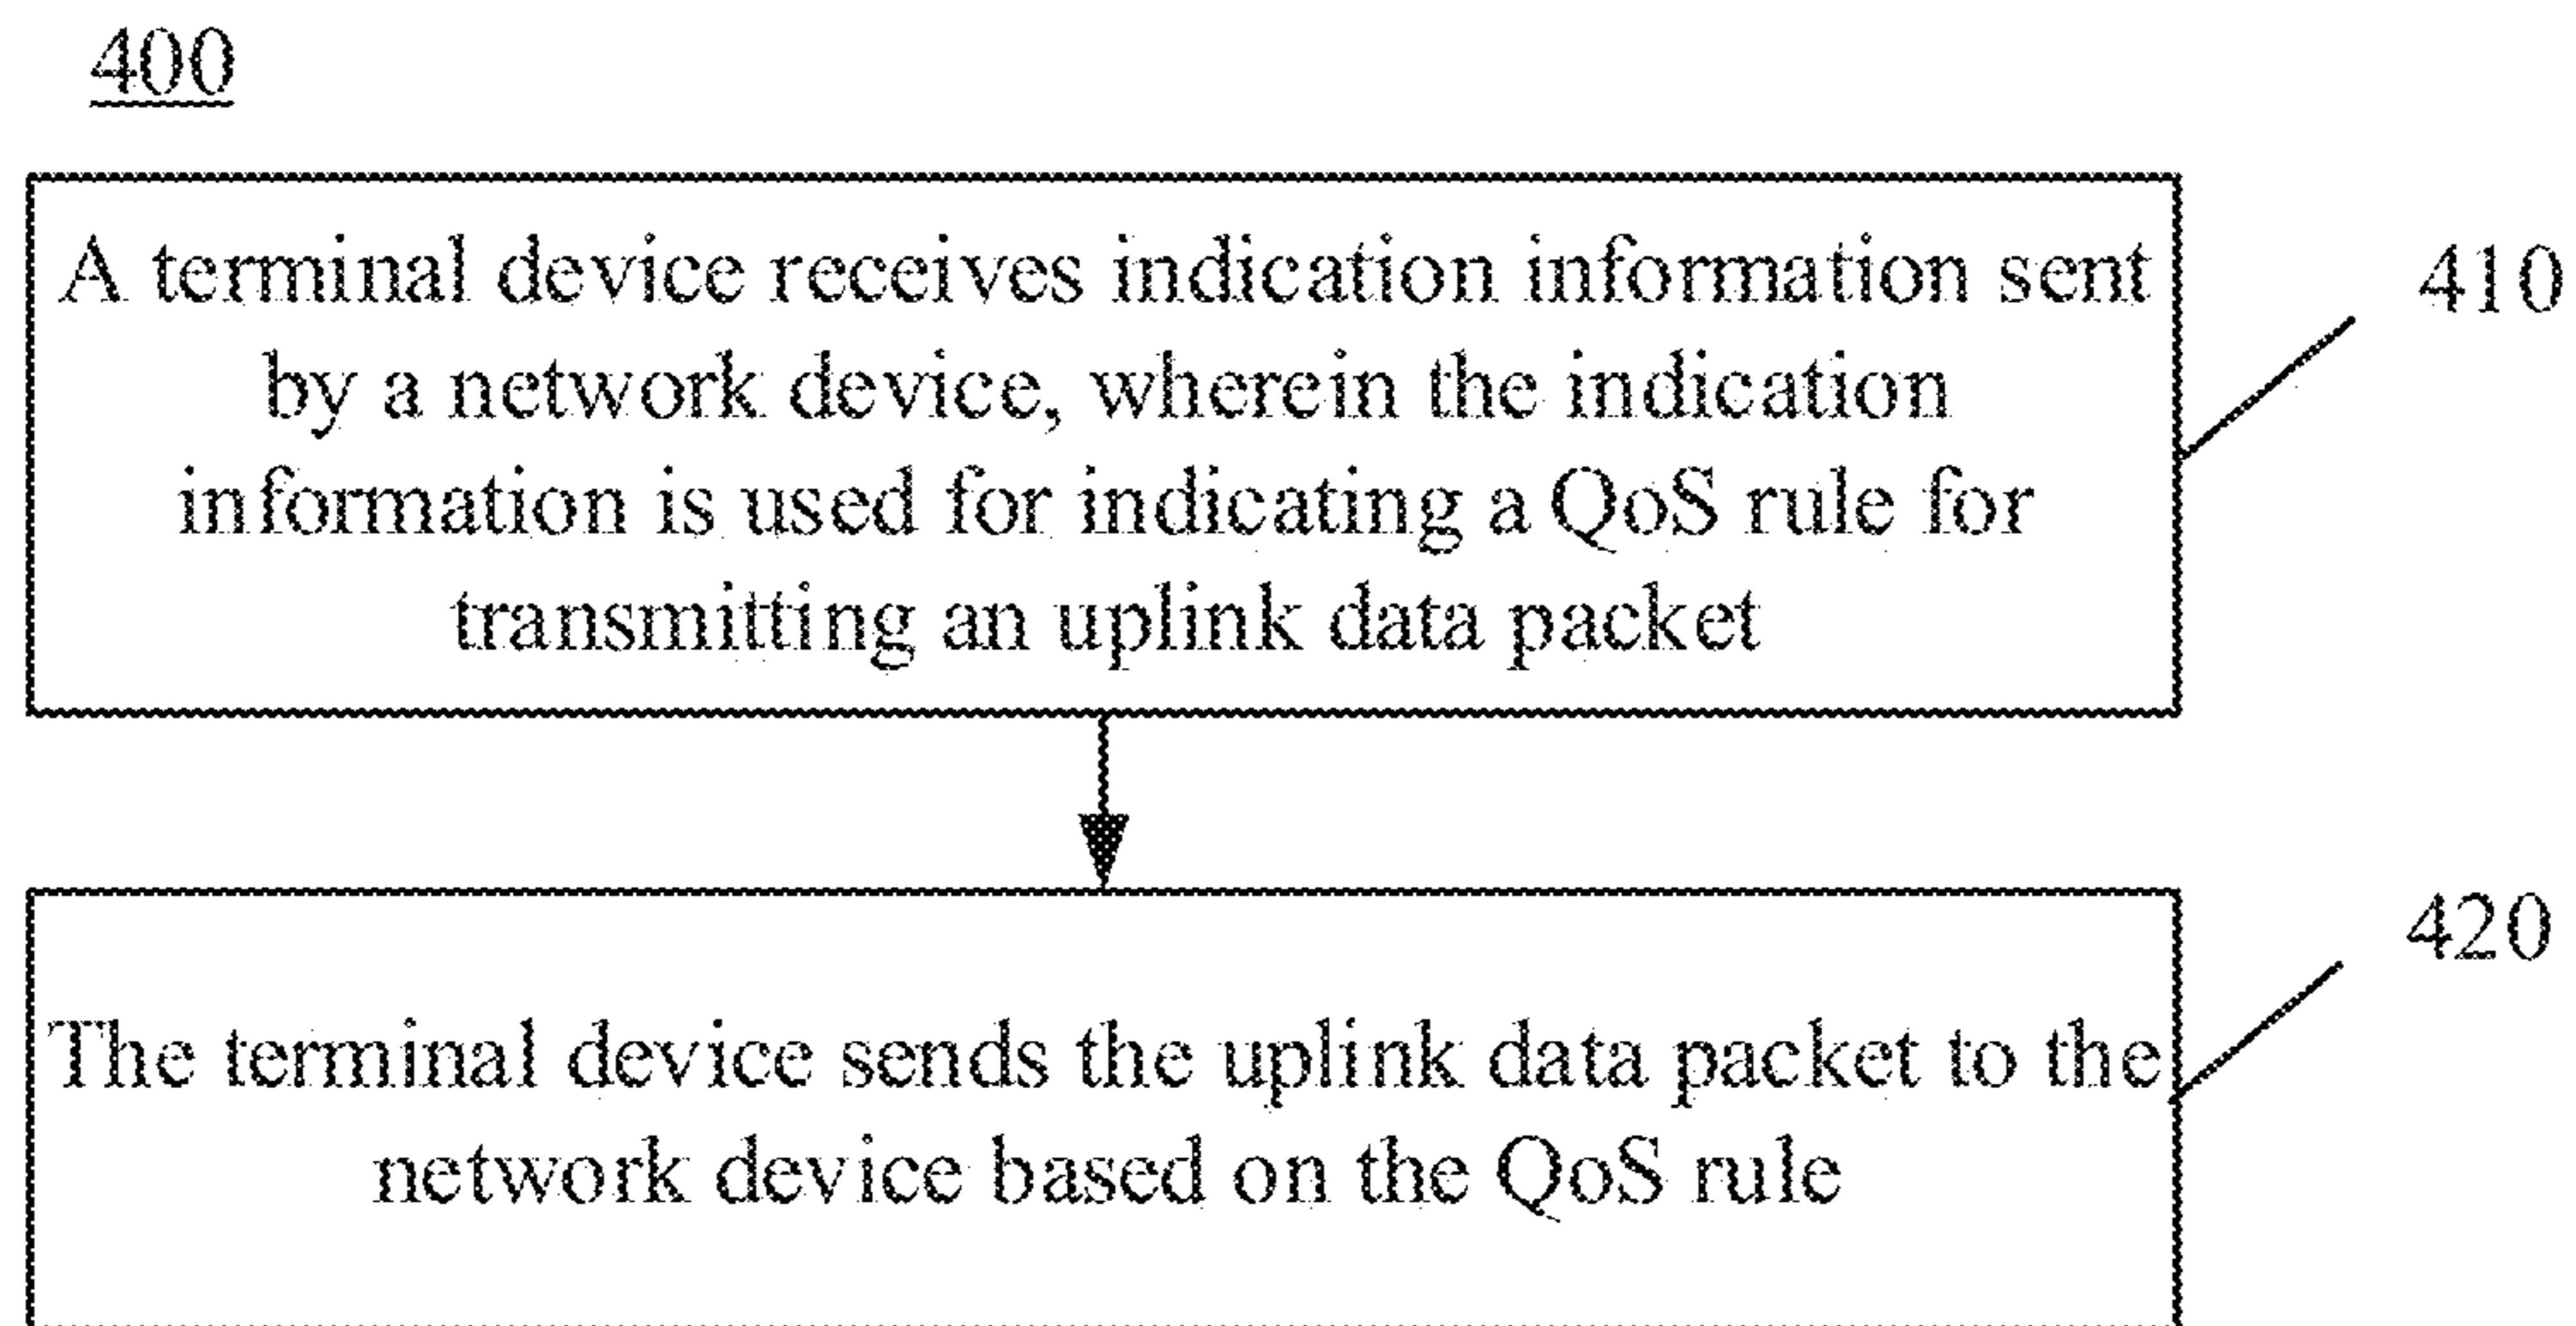 400
A terminal device receives indication information sent
by a network device, wherein the indication
information is used for indicating a QoS rule for
transmitting an uplink data packet
410
The terminal device sends the uplink data packet to the
network device based on the QoS rule
420